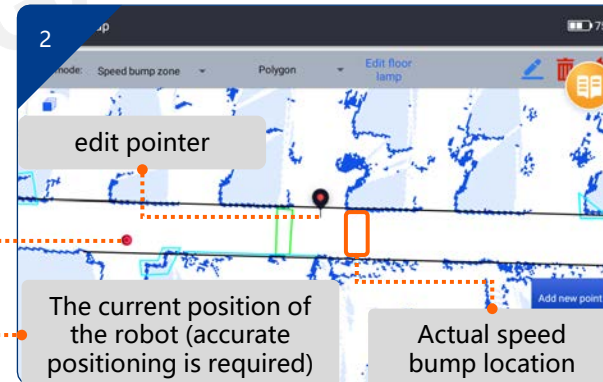 2
mode:
Speed bump zone
Polygon
Edit floor
lamp
edit pointer
The current position of
the robot (accurate
positioning is required)
Actual speed
bump location
Add new point